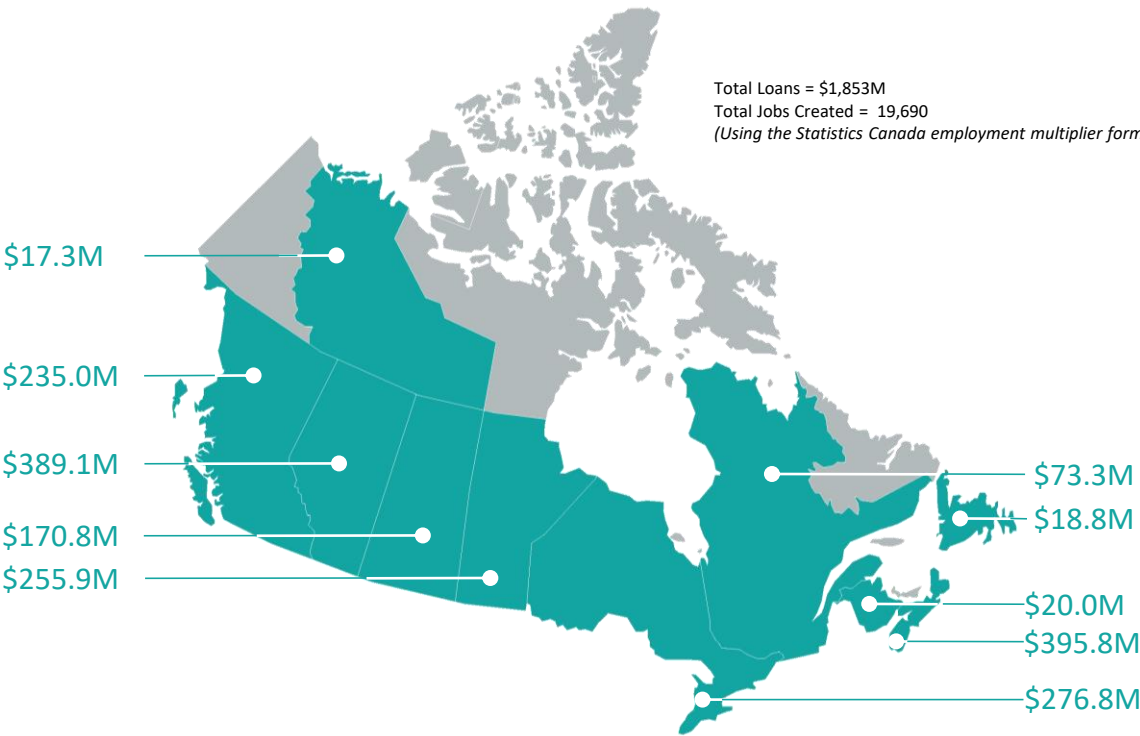 Total Loans = $1,853M
Total Jobs Created = 19,690
(Using the Statistics Canada employment multiplier
$17.3M
$235.0M
$389.1M
$170.8M
$255.9M
$73.3M
$18.8M
$20.0M
$395.8M
$276.8M